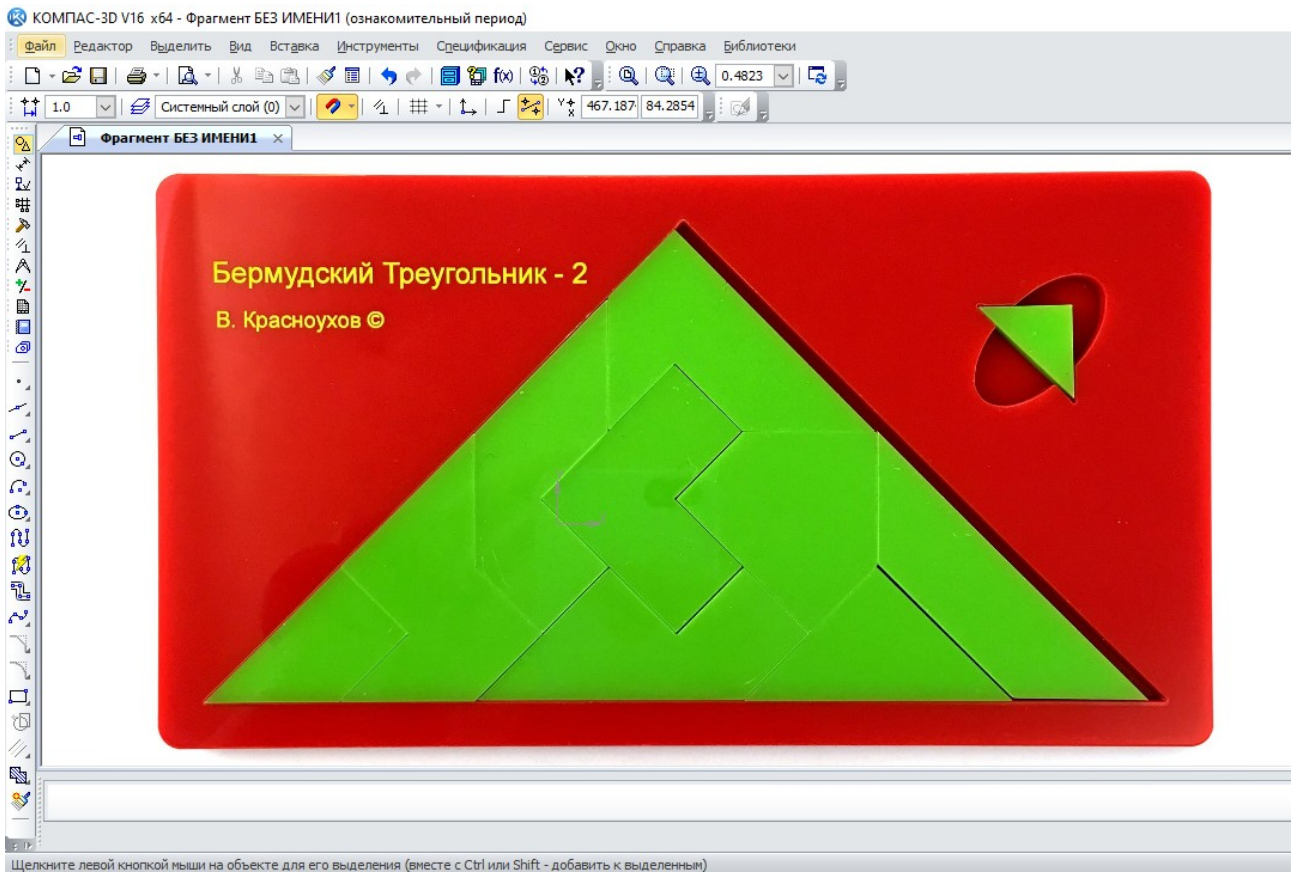 КОМПАС-3D V16 x64 - Фрагмент БЕЗ ИМЕНИ1 (ознакомительный период)
Файл Редактор Выделить Вид Вставка Инструменты Спецификация Сервис Окно Справка Библиотеки
f(x) 0.4823
1.0 Системный слой (0) 467.187 84.2854
Фрагмент БЕЗ ИМЕНИ1
Бермудский Треугольник - 2
В. Красноухов ©
Щелкните левой кнопкой мыши на объекте для его выделения (вместе с Ctrl или Shift - добавить к выделенным)